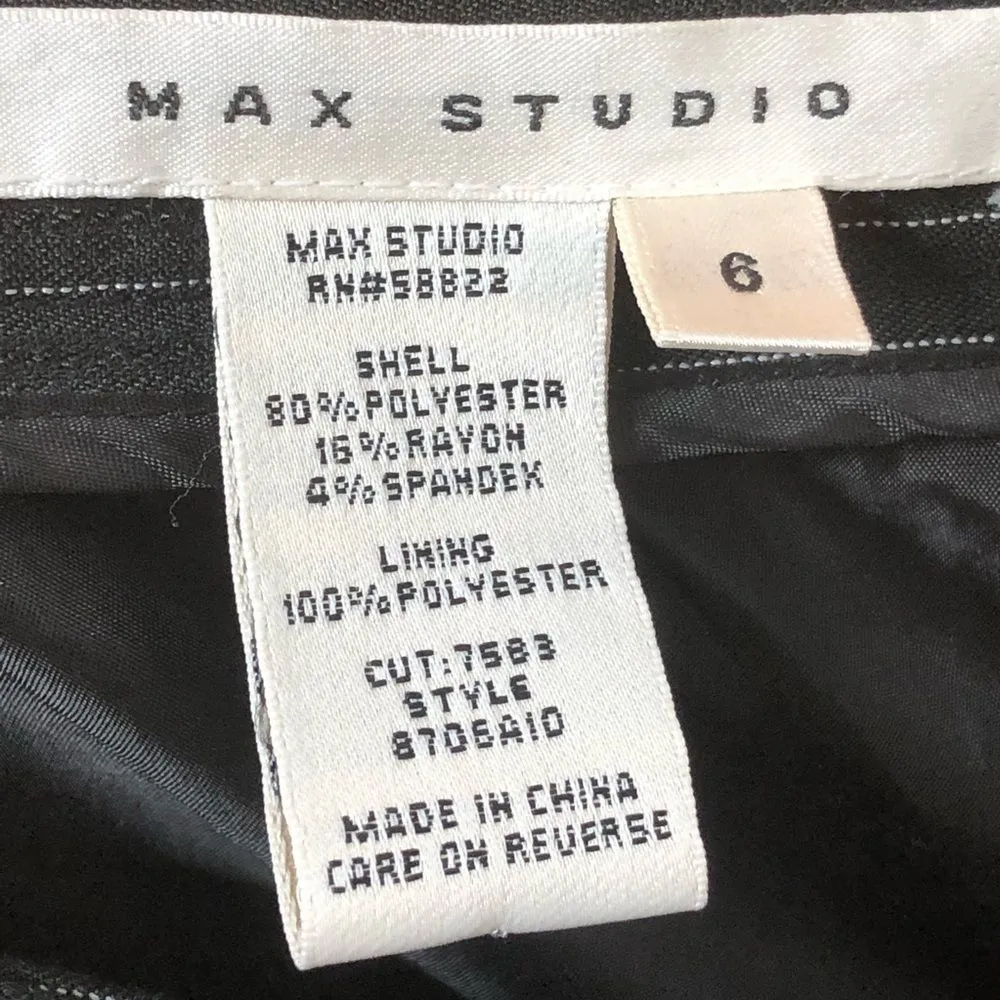 MAX STUDIO
6
MAX STUDIO
RN#58822
SHELL
80%POLYESTER
16%RAYON
4%SPANDEX
LINING
100%POLYESTER
CUT:7583
STYLE
8706A10
MADE IN CHINA
CARE ON REVERSE